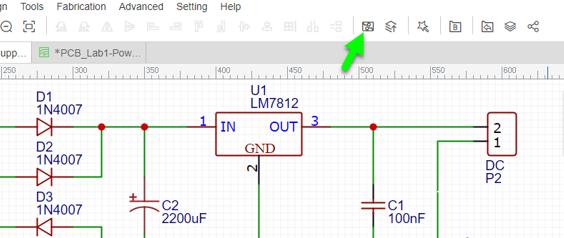 gn Tools Fabrication Advanced Setting Help
Supp... *PCB_Lab1-Pow...
250 300 350 400 450 500 550 600
D1
1N4007
U1
LM7812
1 IN OUT 3
GND
2
2
1
DC
P2
D2
1N4007
D3
1N4007
C2
2200uF
C1
100nF